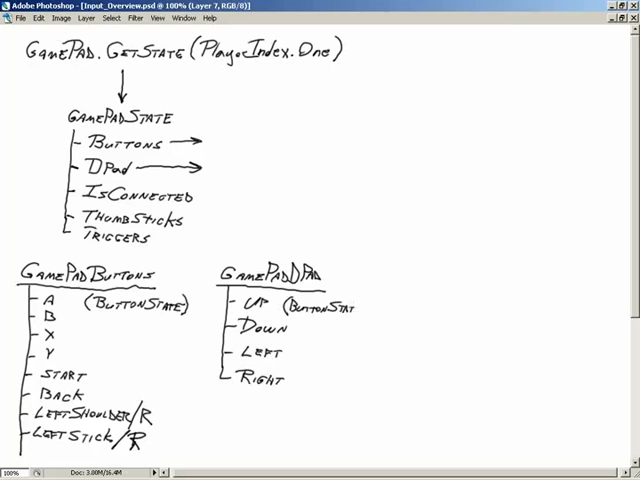 Adobe Photoshop - [Input_Overview.psd @ 100% (Layer 7, RGB/8)]
File Edit Image Layer Select Filter View Window Help
GamePad.GetState(PlayerIndex.One)
GamePadState
Buttons
DPad
IsConnected
ThumbSticks
Triggers
GamePadButtons
A (ButtonState)
B
X
Y
Start
Back
LeftShoulder/R
LeftStick/R
GamePadDPad
Up (ButtonStat
Down
Left
Right
100% Doc: 3.00M/16.4M